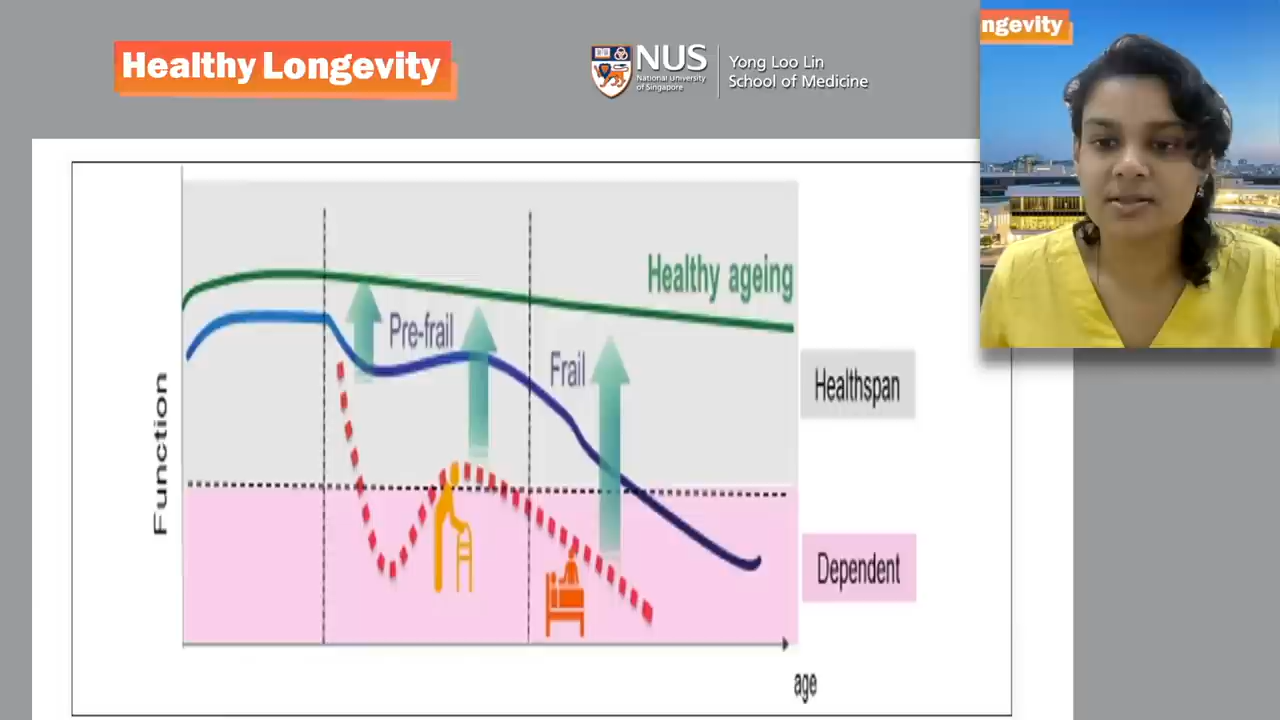 Healthy Longevity
NUS
National University
of Singapore
Yong Loo Lin
School of Medicine
ngevity
Healthy ageing
Pre-frail
Frail
Function
Healthspan
Dependent
age